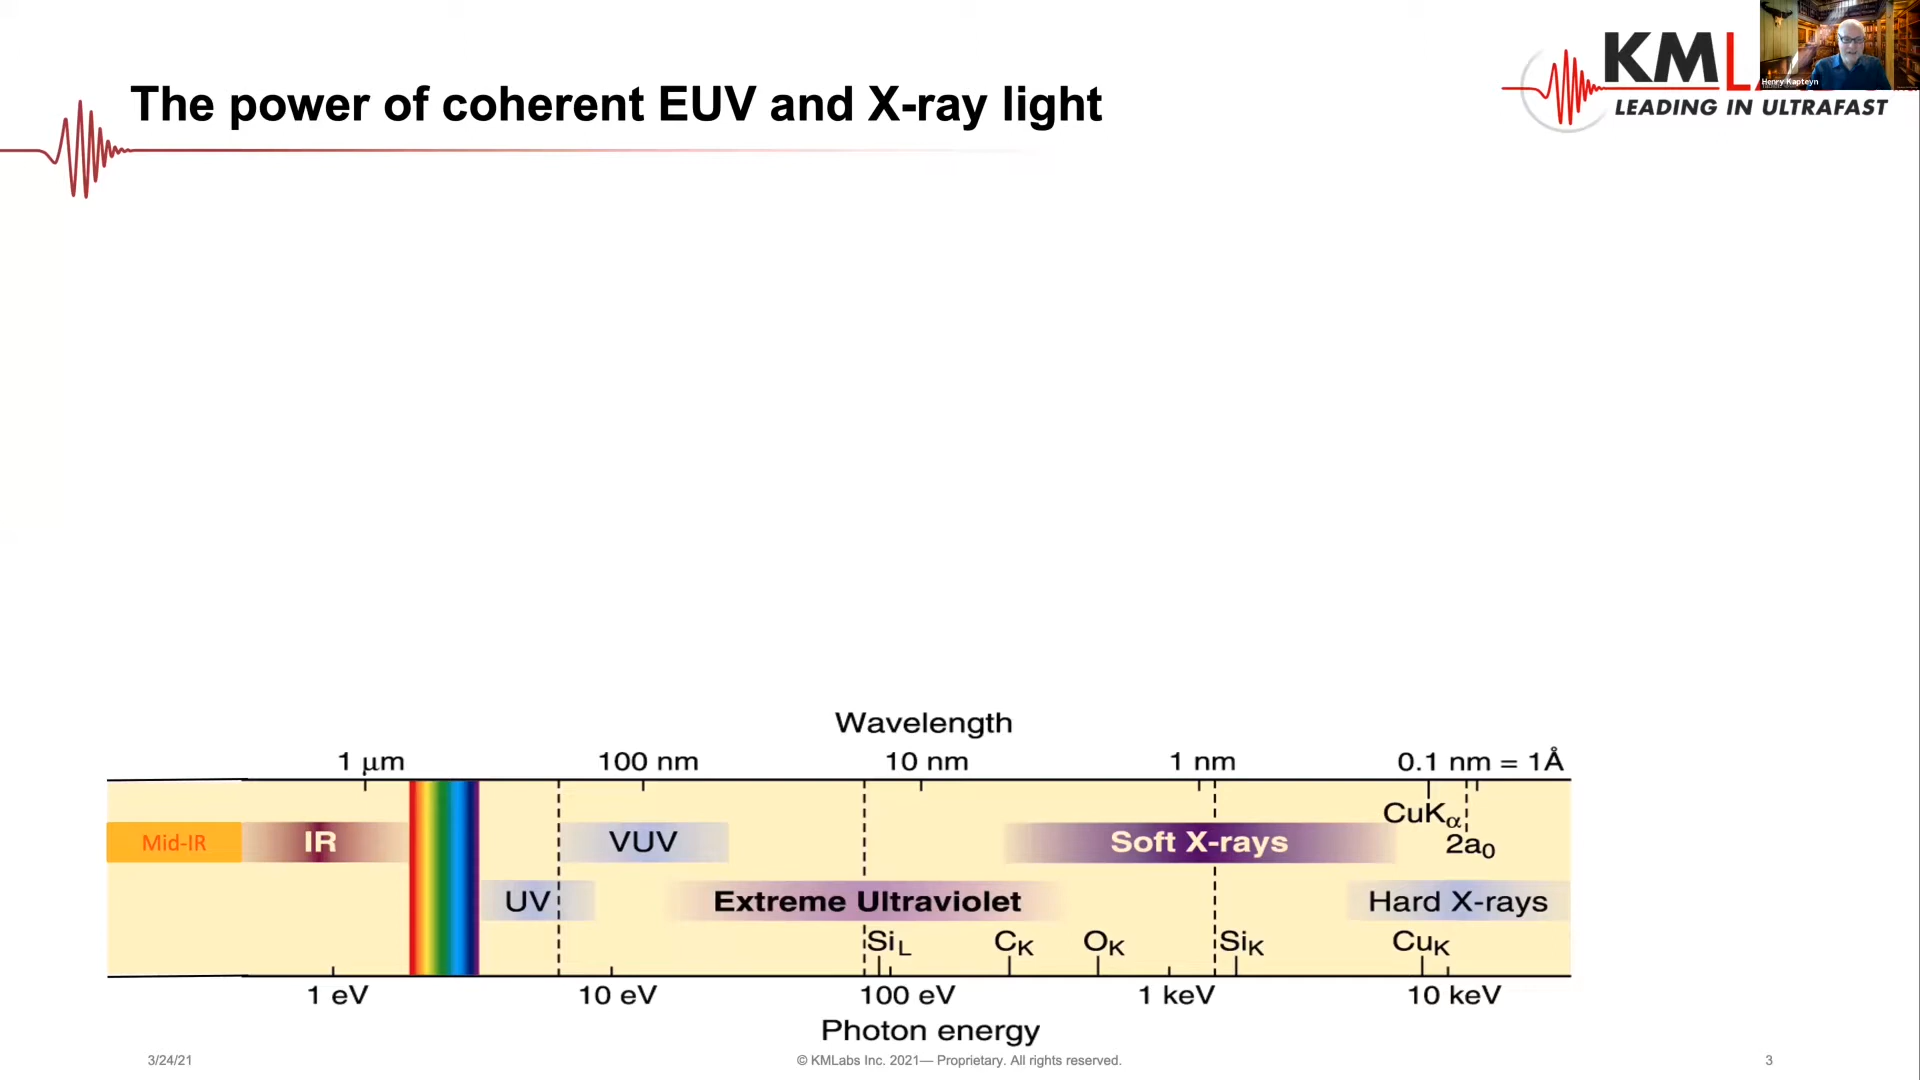 The power of coherent EUV and X-ray light
KML
LEADING IN ULTRAFAST
Henry Kapteyn
Wavelength
1 μm 100 nm 10 nm 1 nm 0.1 nm = 1Å
CuKα
Mid-IR IR VUV Soft X-rays 2a0
UV Extreme Ultraviolet Hard X-rays
SiL CK OK SiK CuK
1 eV 10 eV 100 eV 1 keV 10 keV
Photon energy
3/24/21 © KMLabs Inc. 2021— Proprietary. All rights reserved. 3